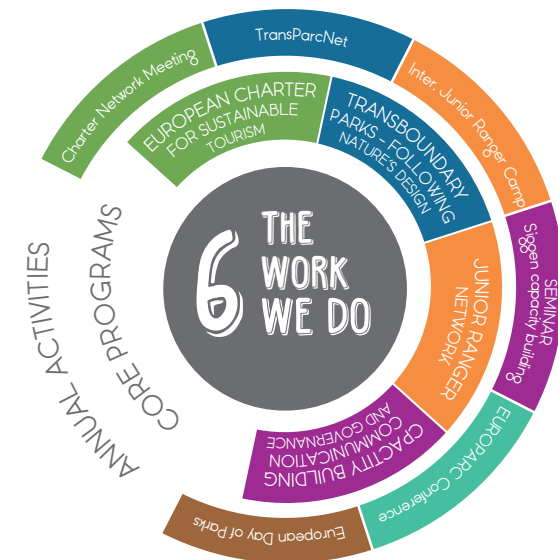 6
THE
WORK
WE DO
ANNUAL ACTIVITIES
CORE PROGRAMS
Charter Network Meeting
TransParcNet
Inter. Junior Ranger Camp
SEMINAR
Siggen capacity building
EUROPARC Conference
European Day of Parks
EUROPEAN CHARTER
FOR SUSTAINABLE
TOURISM
TRANSBOUNDARY
PARKS – FOLLOWING
NATURE'S DESIGN
JUNIOR RANGER
NETWORK
CPACTITY BUILDING
COMMUNICATION
AND GOVERNANCE